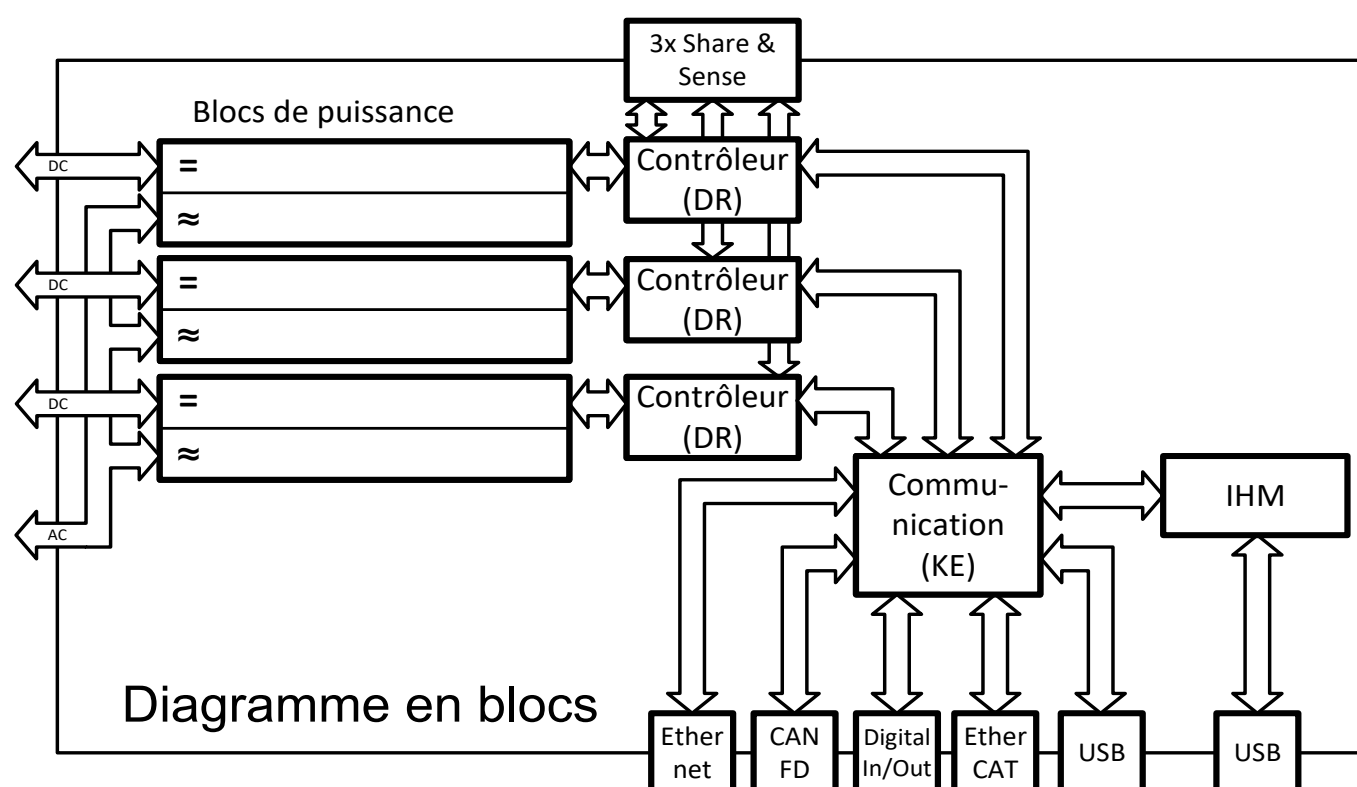 3x Share &
Sense
Blocs de puissance
DC
=
≈
Contrôleur
(DR)
DC
=
≈
Contrôleur
(DR)
DC
=
≈
Contrôleur
(DR)
AC
Commu-
nication
(KE)
IHM
Diagramme en blocs
Ether
net
CAN
FD
Digital
In/Out
Ether
CAT
USB
USB